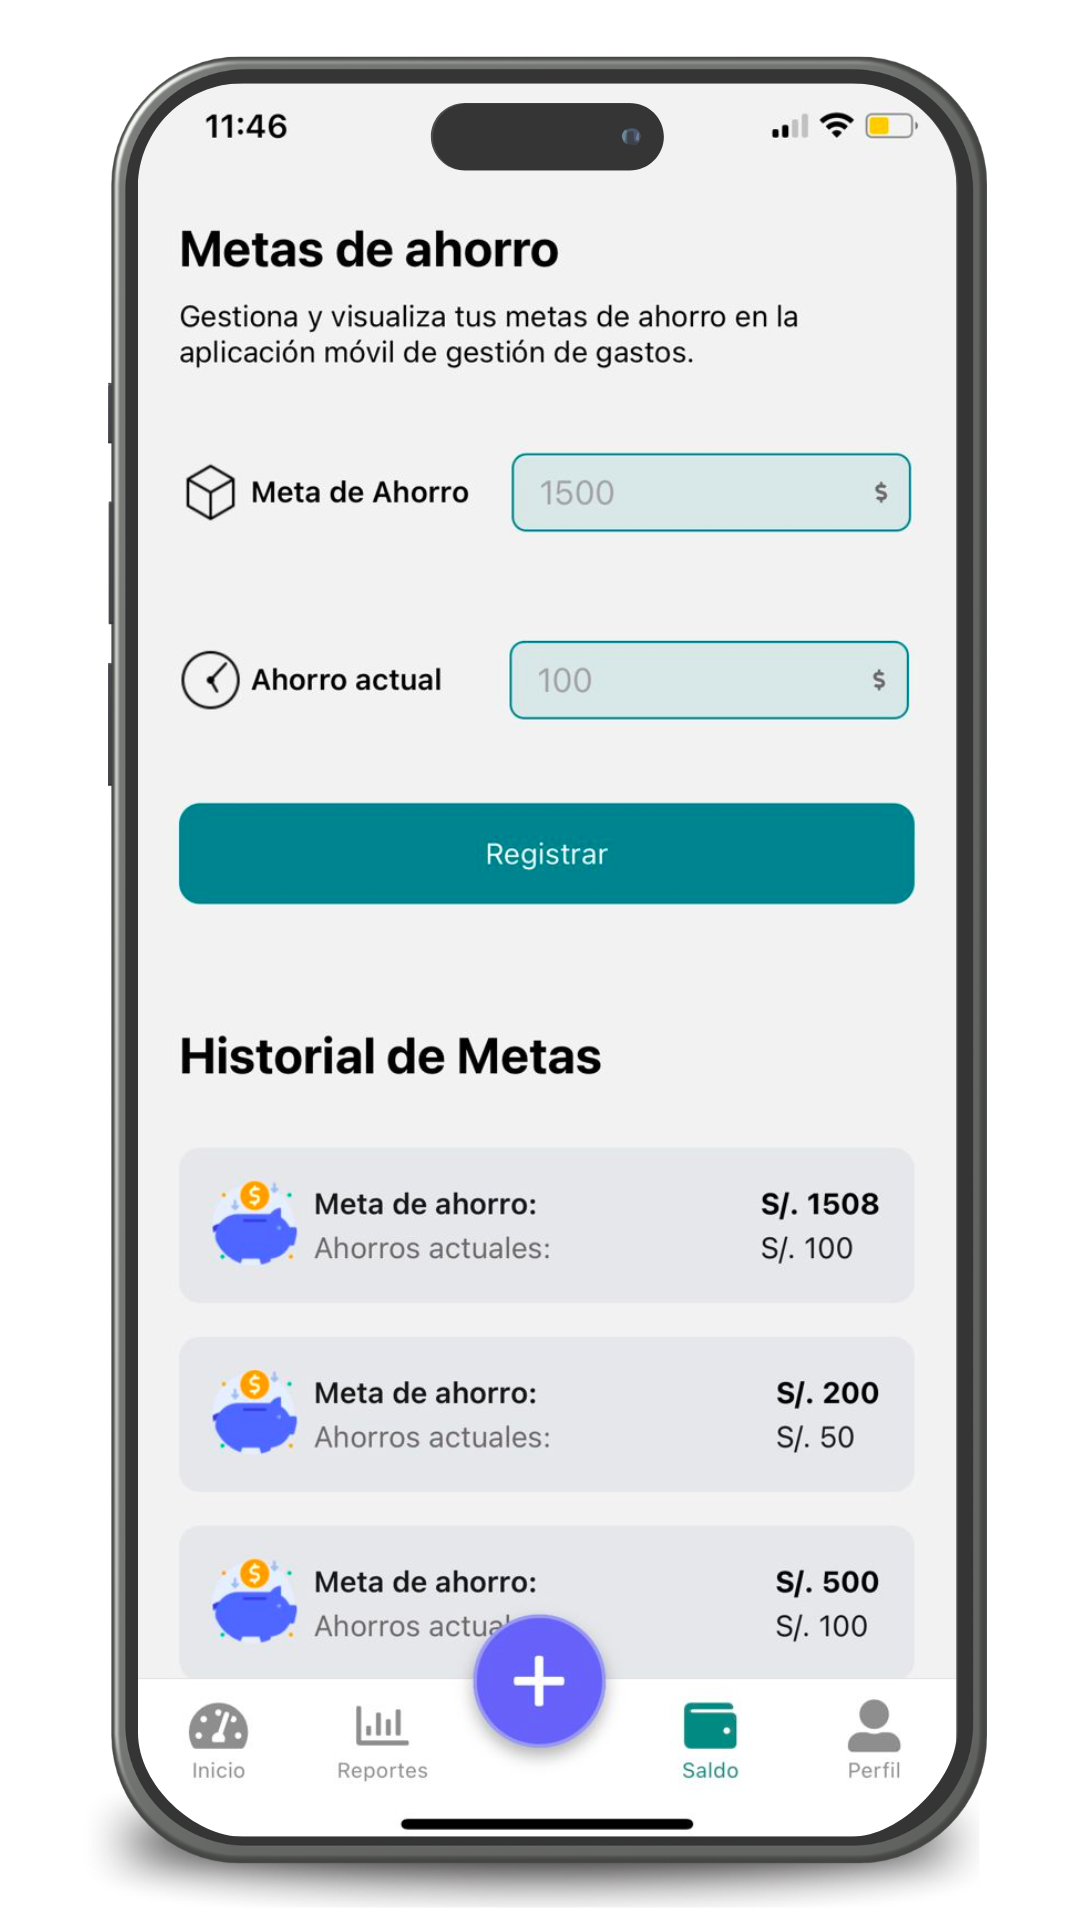 11:46
Metas de ahorro
Gestiona y visualiza tus metas de ahorro en la
aplicación móvil de gestión de gastos.
Meta de Ahorro 1500 $
Ahorro actual 100 $
Registrar
Historial de Metas
Meta de ahorro: S/. 1508
Ahorros actuales: S/. 100
Meta de ahorro: S/. 200
Ahorros actuales: S/. 50
Meta de ahorro: S/. 500
Ahorros S/. 100
Inicio Reportes Saldo Perfil